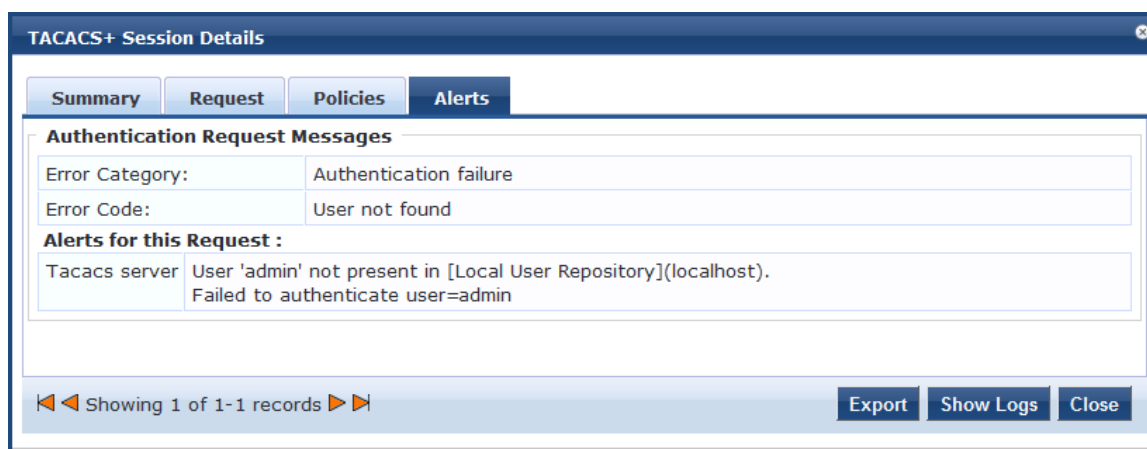 TACACS+ Session Details
Summary Request Policies Alerts
Authentication Request Messages
Error Category: Authentication failure
Error Code: User not found
Alerts for this Request :
Tacacs server User 'admin' not present in [Local User Repository](localhost).
Failed to authenticate user=admin
Showing 1 of 1-1 records Export Show Logs Close